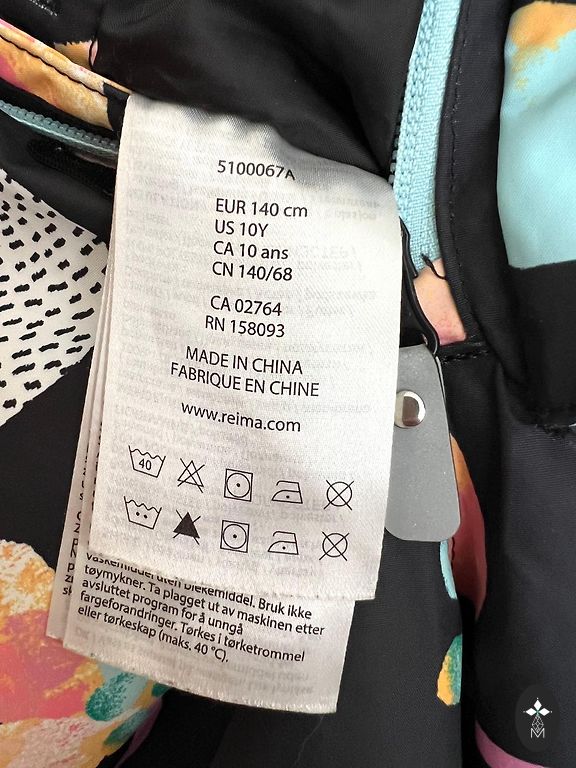 5100067A
EUR 140 cm
US 10Y
CA 10 ans
CN 140/68
CA 02764
RN 158093
MADE IN CHINA
FABRIQUE EN CHINE
www.reima.com
40
vaskemiddel uten blekemiddel. Bruk ikke
tøymykner. Ta plagget ut av maskinen etter
avsluttet program for å unngå
fargeforandringer. Tørkes i tørketrommel
eller tørkeskap (maks. 40 °C).
M